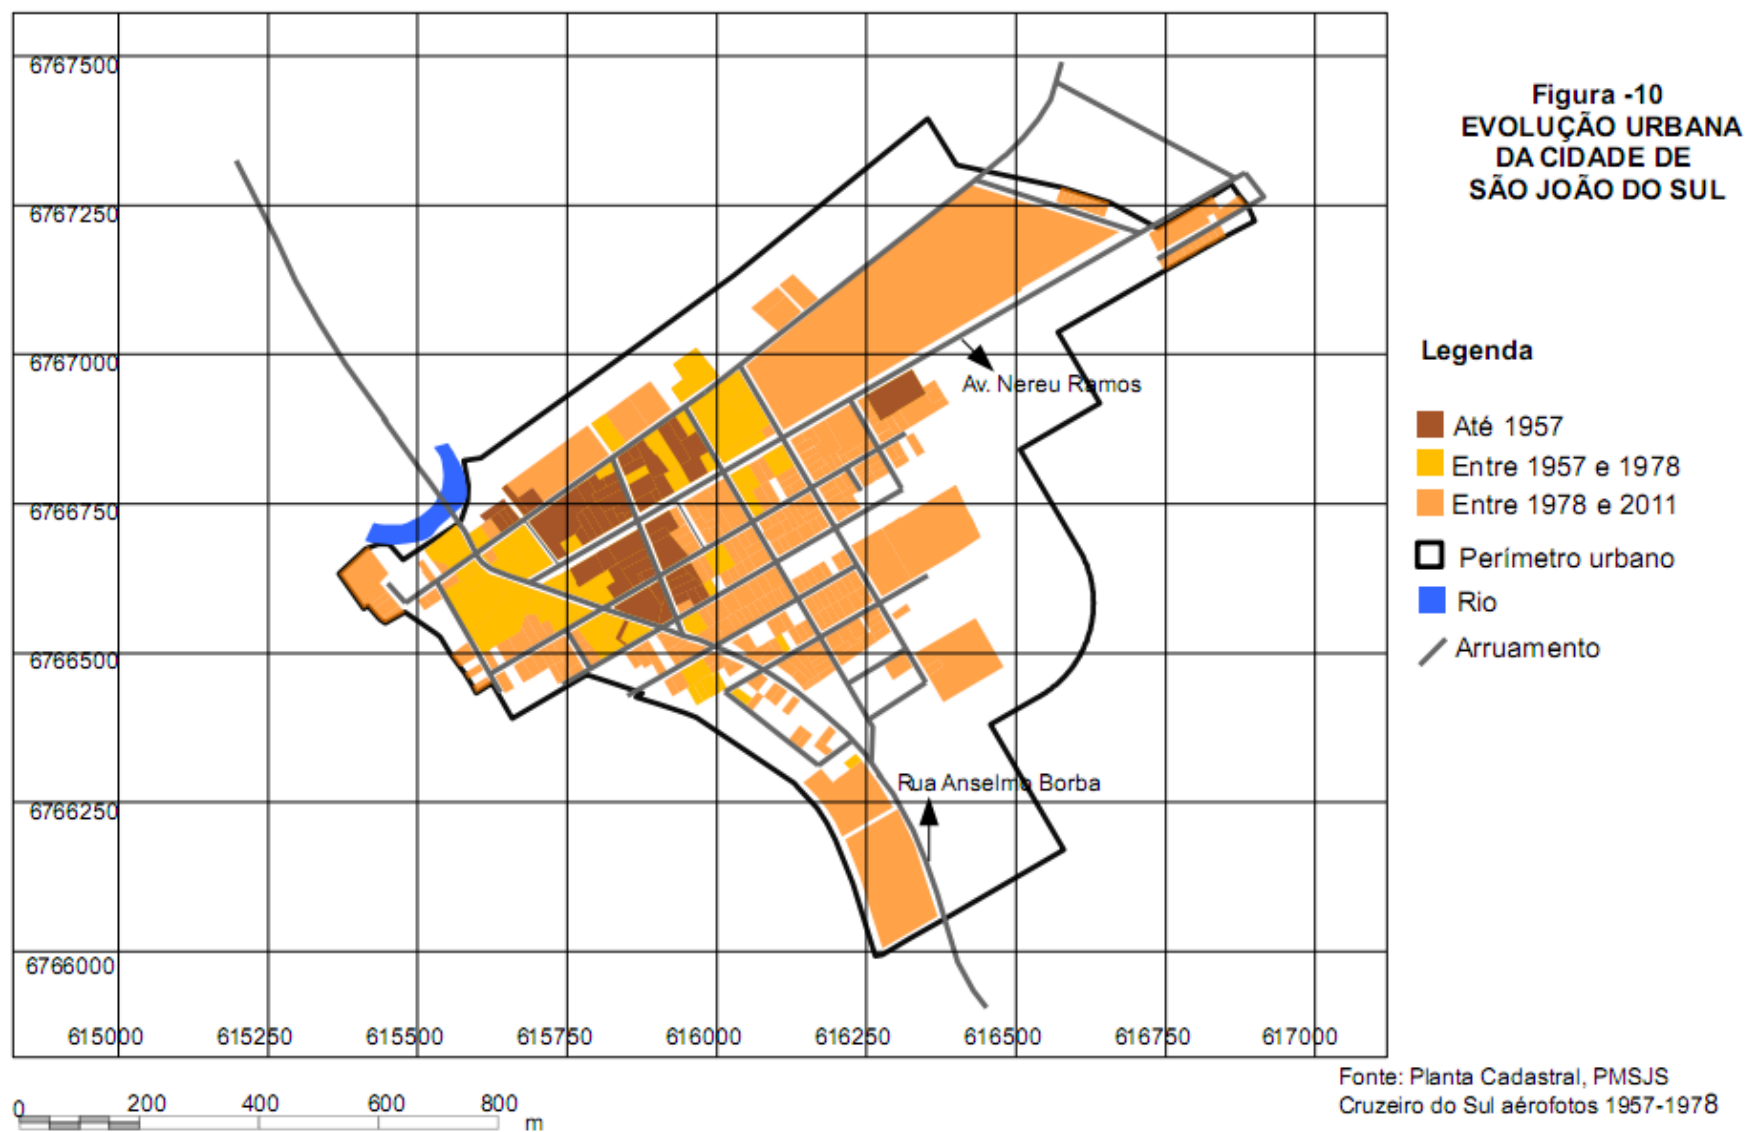 6767500
6767250
6767000
6766750
6766500
6766250
6766000
615000 615250 615500 615750 616000 616250 616500 616750 617000
Av. Nereu Ramos
Rua Anselmo Borba
Figura -10
EVOLUÇÃO URBANA
DA CIDADE DE
SÃO JOÃO DO SUL
Legenda
Até 1957
Entre 1957 e 1978
Entre 1978 e 2011
Perímetro urbano
Rio
Arruamento
0 200 400 600 800
m
Fonte: Planta Cadastral, PMSJS
Cruzeiro do Sul aérofotos 1957-1978